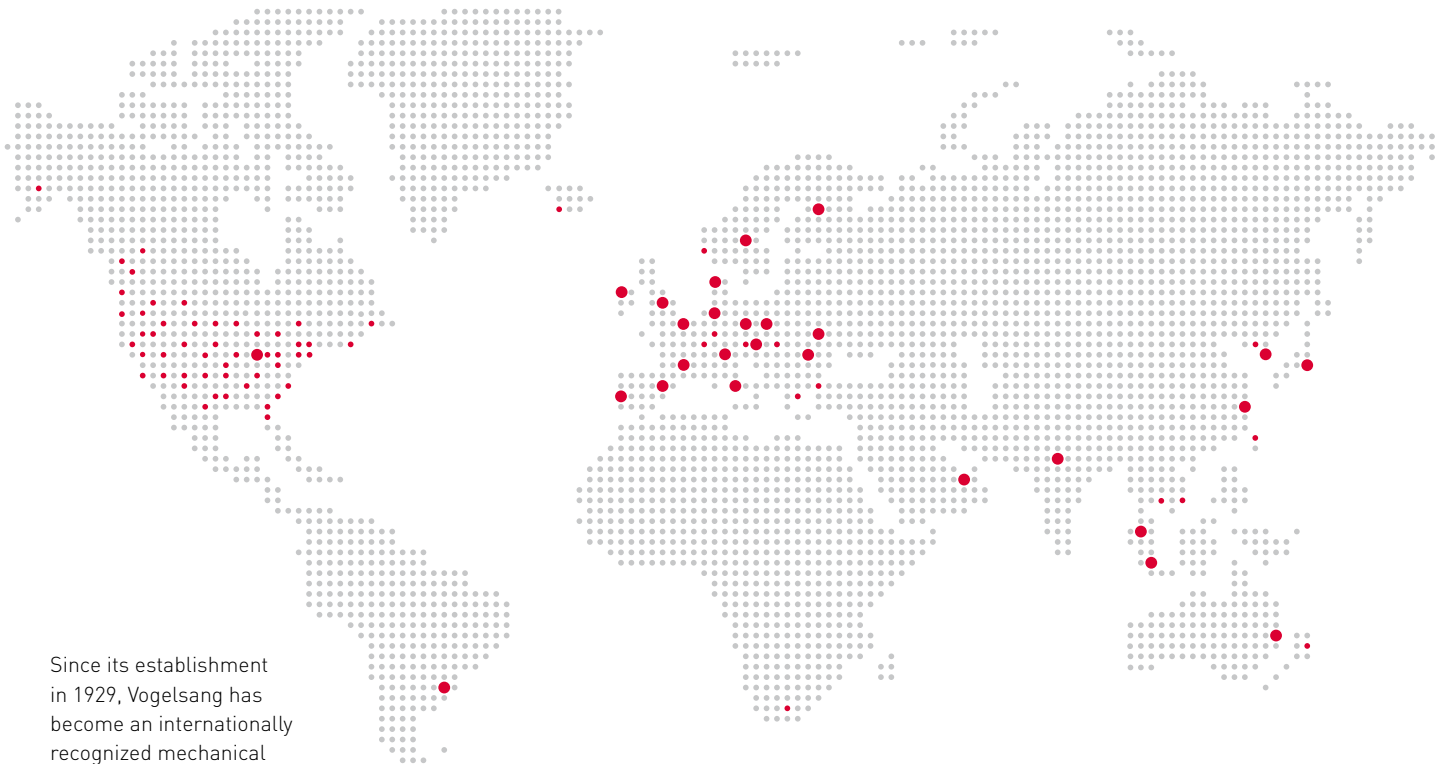 Since its establishment
in 1929, Vogelsang has
become an internationally
recognized mechanical